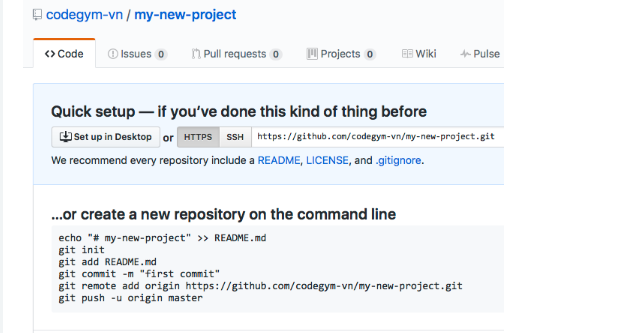 codegym-vn / my-new-project
Code Issues 0 Pull requests 0 Projects 0 Wiki Pulse
Quick setup — if you've done this kind of thing before
Set up in Desktop or HTTPS SSH https://github.com/codegym-vn/my-new-project.git
We recommend every repository include a README, LICENSE, and .gitignore.
...or create a new repository on the command line
echo "# my-new-project" >> README.md
git init
git add README.md
git commit -m "first commit"
git remote add origin https://github.com/codegym-vn/my-new-project.git
git push -u origin master